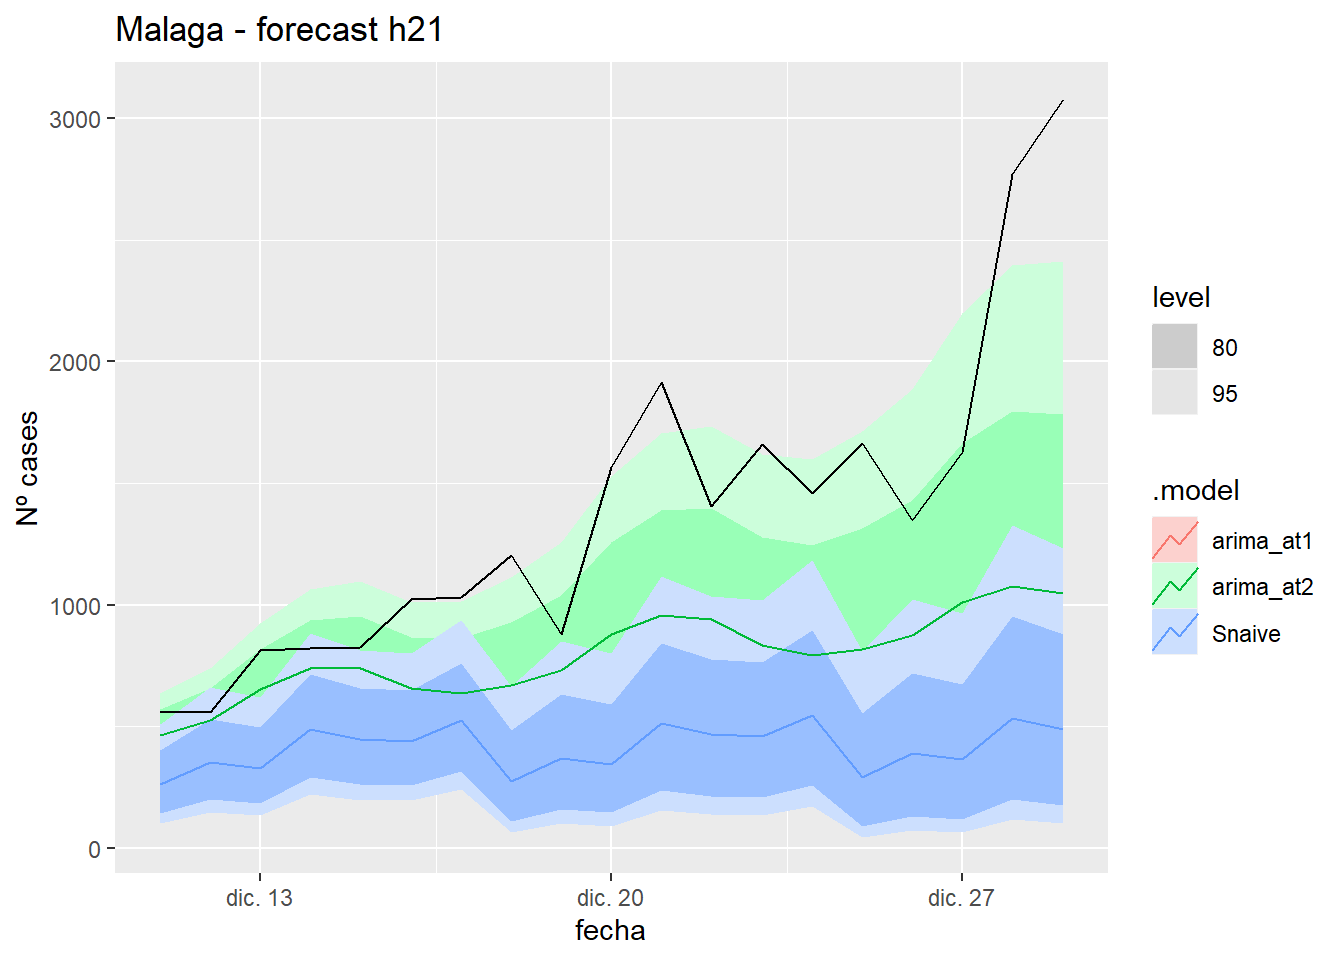 Malaga - forecast h21
3000
2000
1000
0
Nº cases
dic. 13
dic. 20
dic. 27
fecha
level
80
95
.model
arima_at1
arima_at2
Snaive